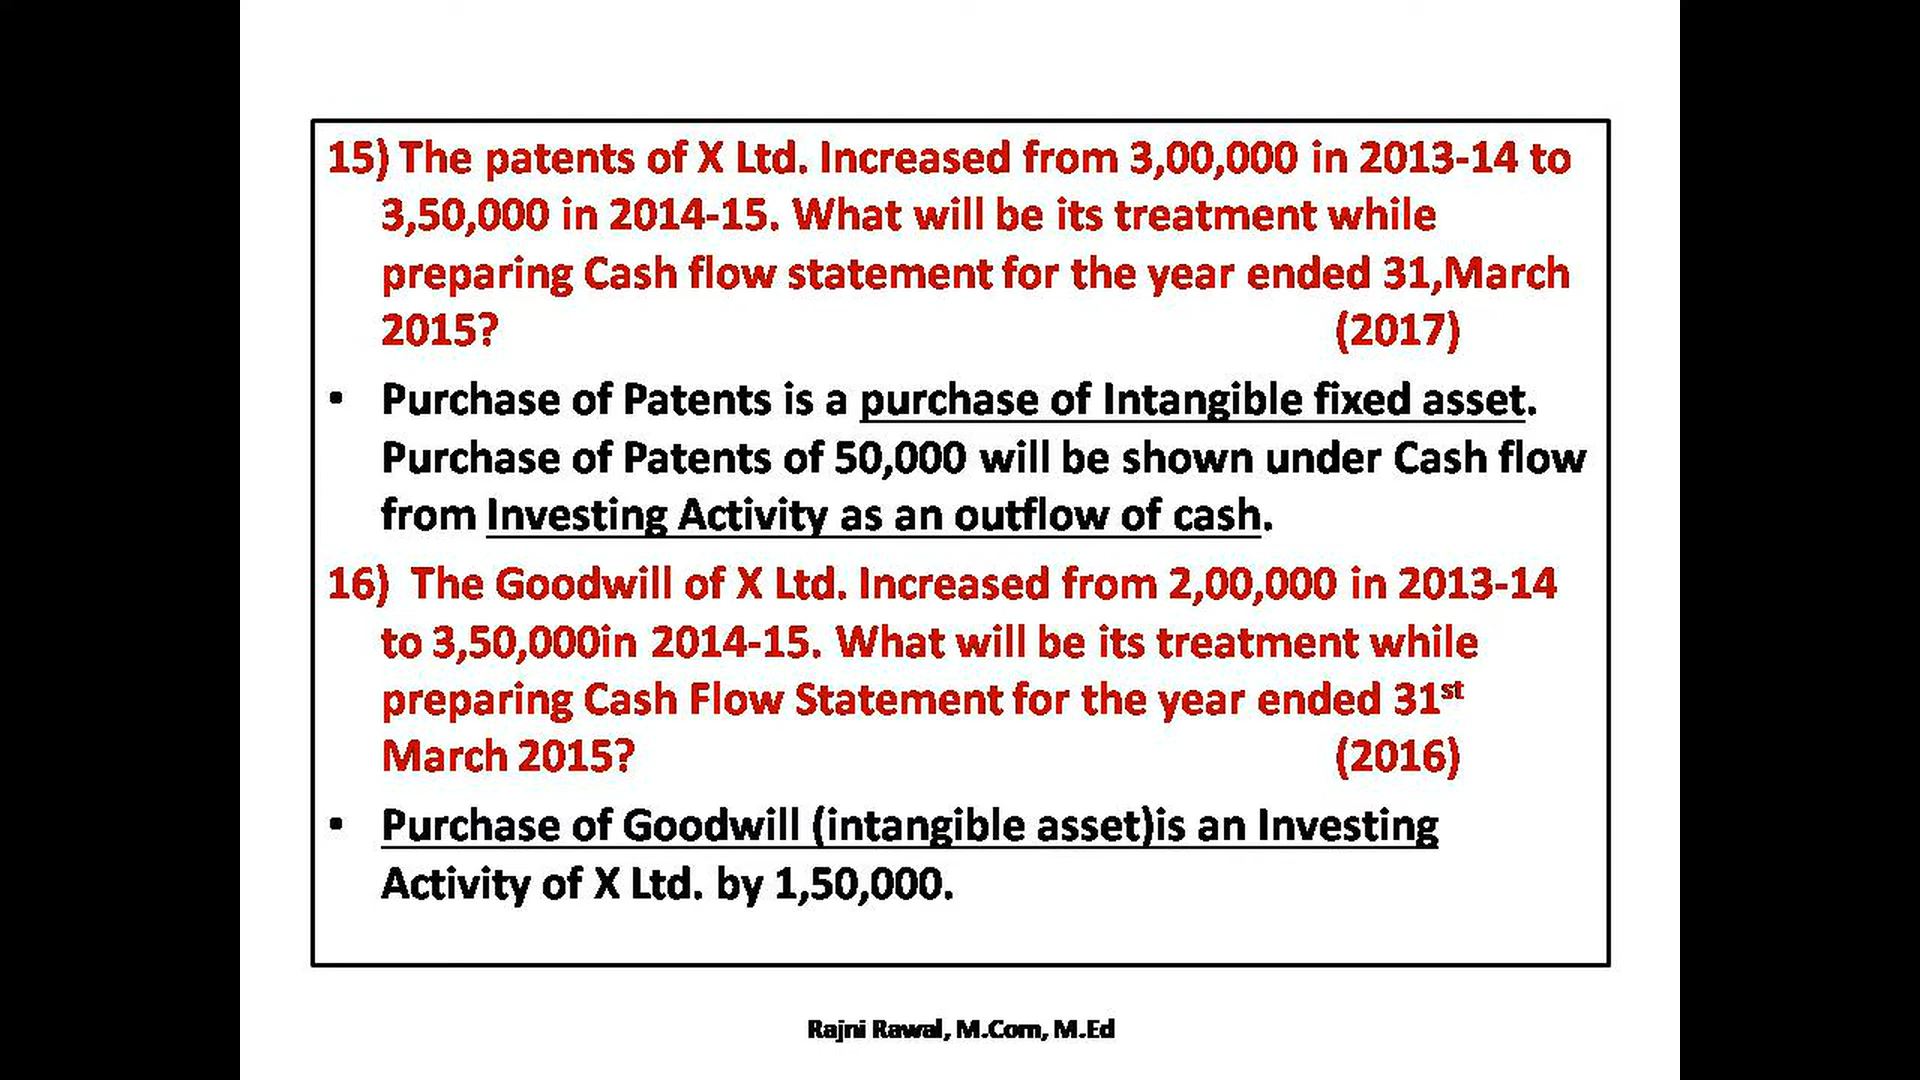 15) The patents of X Ltd. Increased from 3,00,000 in 2013-14 to
3,50,000 in 2014-15. What will be its treatment while
preparing Cash flow statement for the year ended 31,March
2015? (2017)
• Purchase of Patents is a purchase of Intangible fixed asset.
Purchase of Patents of 50,000 will be shown under Cash flow
from Investing Activity as an outflow of cash.
16) The Goodwill of X Ltd. Increased from 2,00,000 in 2013-14
to 3,50,000in 2014-15. What will be its treatment while
preparing Cash Flow Statement for the year ended 31st
March 2015? (2016)
• Purchase of Goodwill (intangible asset)is an Investing
Activity of X Ltd. by 1,50,000.
Rajni Rawal, M.Com, M.Ed